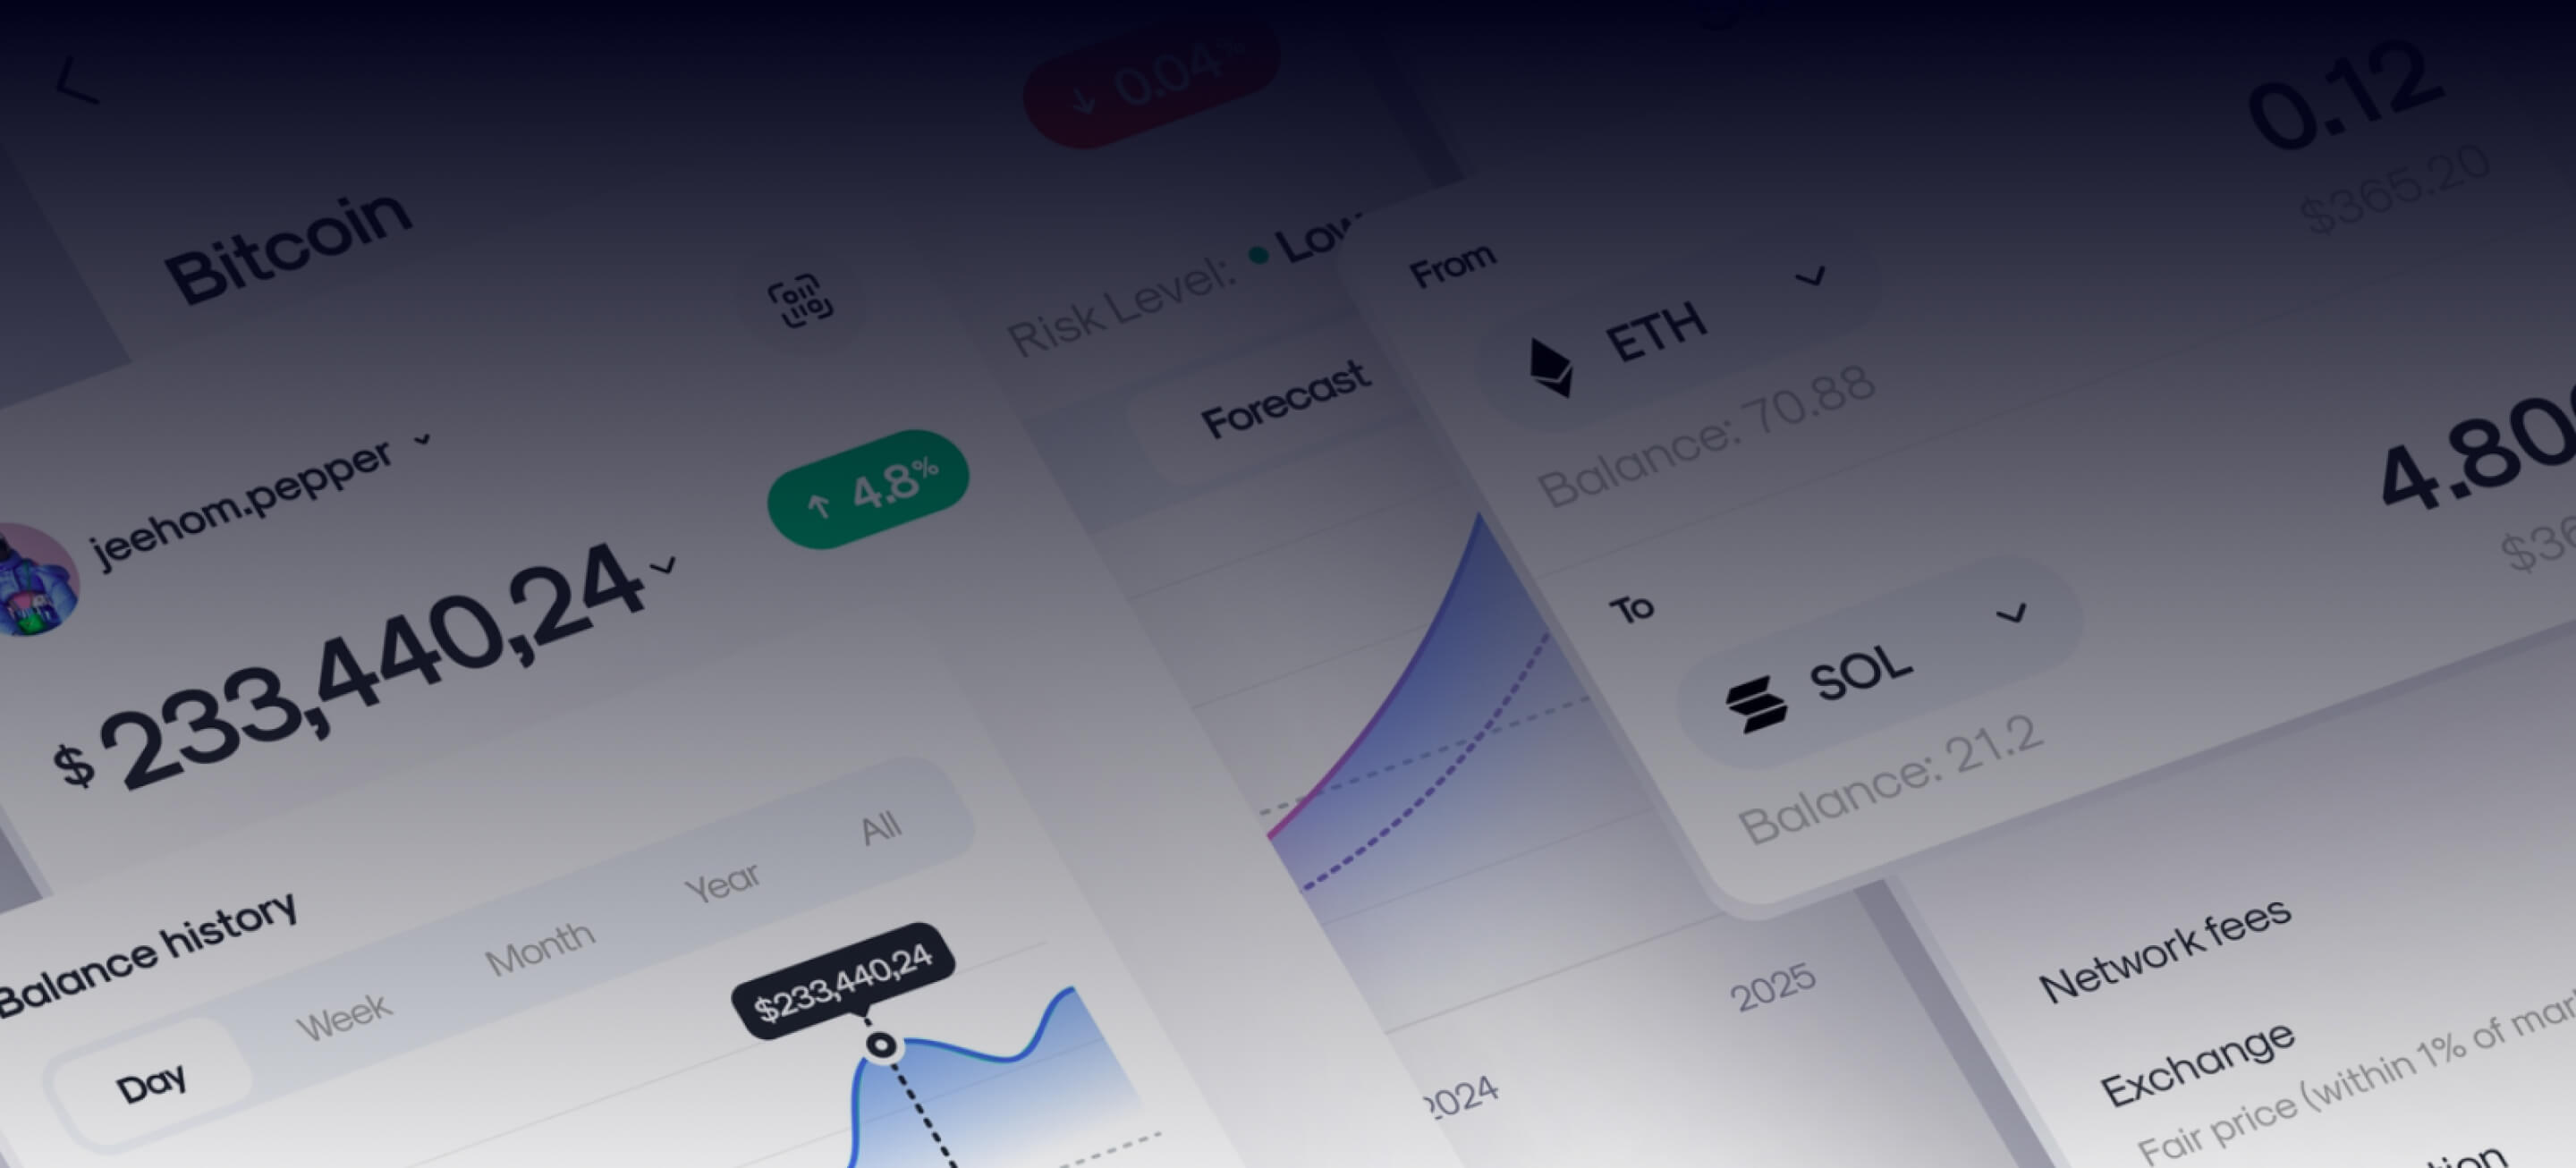 Bitcoin
jeehom.pepper
$233,440,24
↑ 4.8%
Balance history
Day
Week
Month
Year
All
$233,440,24
↓ 0.04%
Risk Level:
Low
Forecast
2024
2025
From
ETH
Balance: 70.88
0.12
$365.20
To
SOL
Balance: 21.2
4.80
$36
Network fees
Exchange
Fair price (within 1% of mar